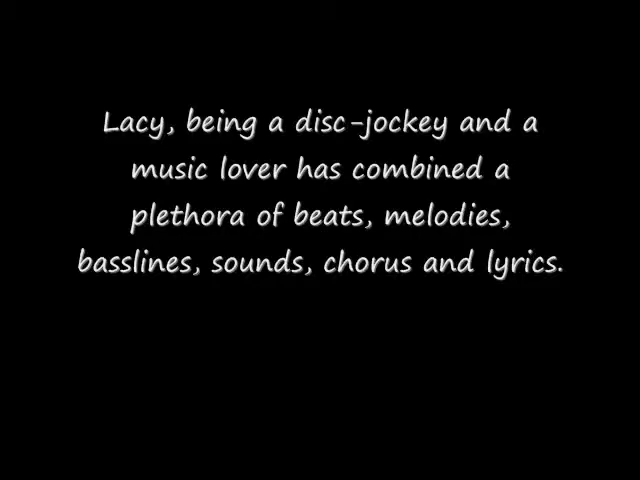 Lacy, being a disc-jockey and a
music lover has combined a
plethora of beats, melodies,
basslines, sounds, chorus and lyrics.